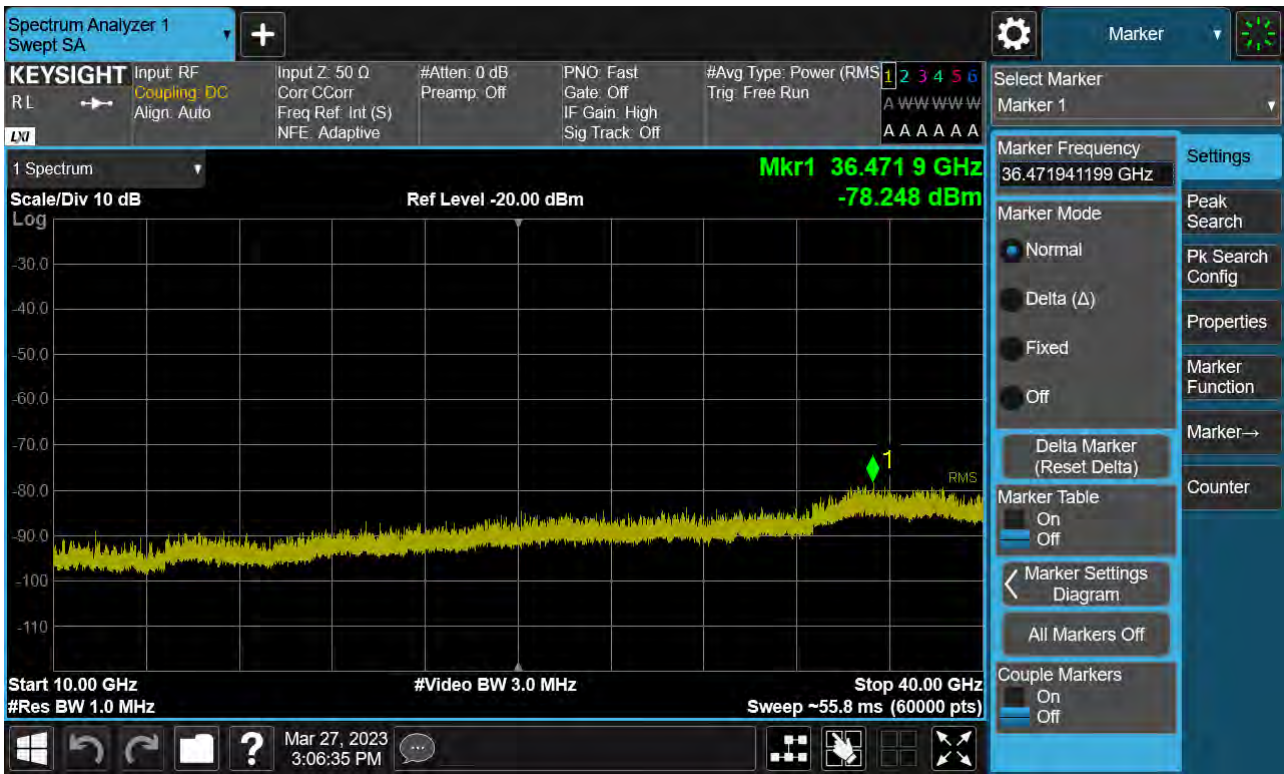 Spectrum Analyzer 1
Swept SA
Marker
KEYSIGHT
R L
LXI
Input: RF
Coupling: DC
Align: Auto
Input Z: 50 Ω
Corr CCorr
Freq Ref: Int (S)
NFE: Adaptive
#Atten: 0 dB
Preamp: Off
PNO: Fast
Gate: Off
IF Gain: High
Sig Track: Off
#Avg Type: Power (RMS
Trig: Free Run
1 2 3 4 5 6
A W W W W W
A A A A A A
Select Marker
Marker 1
1 Spectrum
Mkr1 36.471 9 GHz
-78.248 dBm
Scale/Div 10 dB
Ref Level -20.00 dBm
Log
-30.0
-40.0
-50.0
-60.0
-70.0
-80.0
-90.0
-100
-110
1
RMS
Start 10.00 GHz
#Video BW 3.0 MHz
Stop 40.00 GHz
#Res BW 1.0 MHz
Sweep ~55.8 ms (60000 pts)
Marker Frequency
36.471941199 GHz
Marker Mode
Normal
Delta (Δ)
Fixed
Off
Delta Marker
(Reset Delta)
Marker Table
On
Off
Marker Settings
Diagram
All Markers Off
Couple Markers
On
Off
Settings
Peak
Search
Pk Search
Config
Properties
Marker
Function
Marker→
Counter
?
Mar 27, 2023
3:06:35 PM